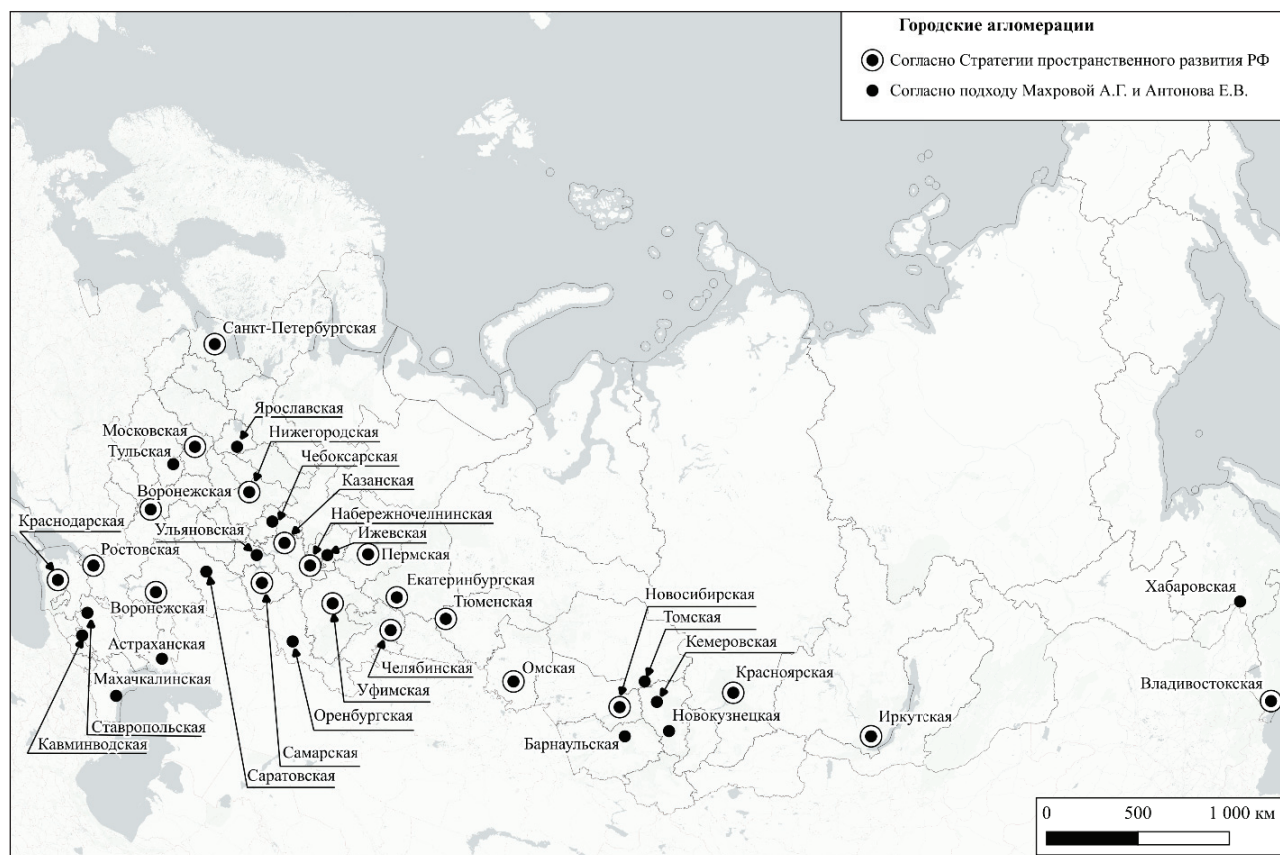 Городские агломерации
Согласно Стратегии пространственного развития РФ
Согласно подходу Махровой А.Г. и Антонова Е.В.
Санкт-Петербургская
Ярославская
Московская
Нижегородская
Тульская
Чебоксарская
Казанская
Воронежская
Набережночелнинская
Краснодарская
Ульяновская
Ижевская
Ростовская
Пермская
Екатеринбургская
Тюменская
Новосибирская
Хабаровская
Воронежская
Томская
Астраханская
Кемеровская
Челябинская
Омская
Красноярская
Махачкалинская
Владивостокская
Уфимская
Ставропольская
Оренбургская
Новокузнецкая
Иркутская
Кавминводская
Барнаульская
Самарская
Саратовская
0 500 1 000 км